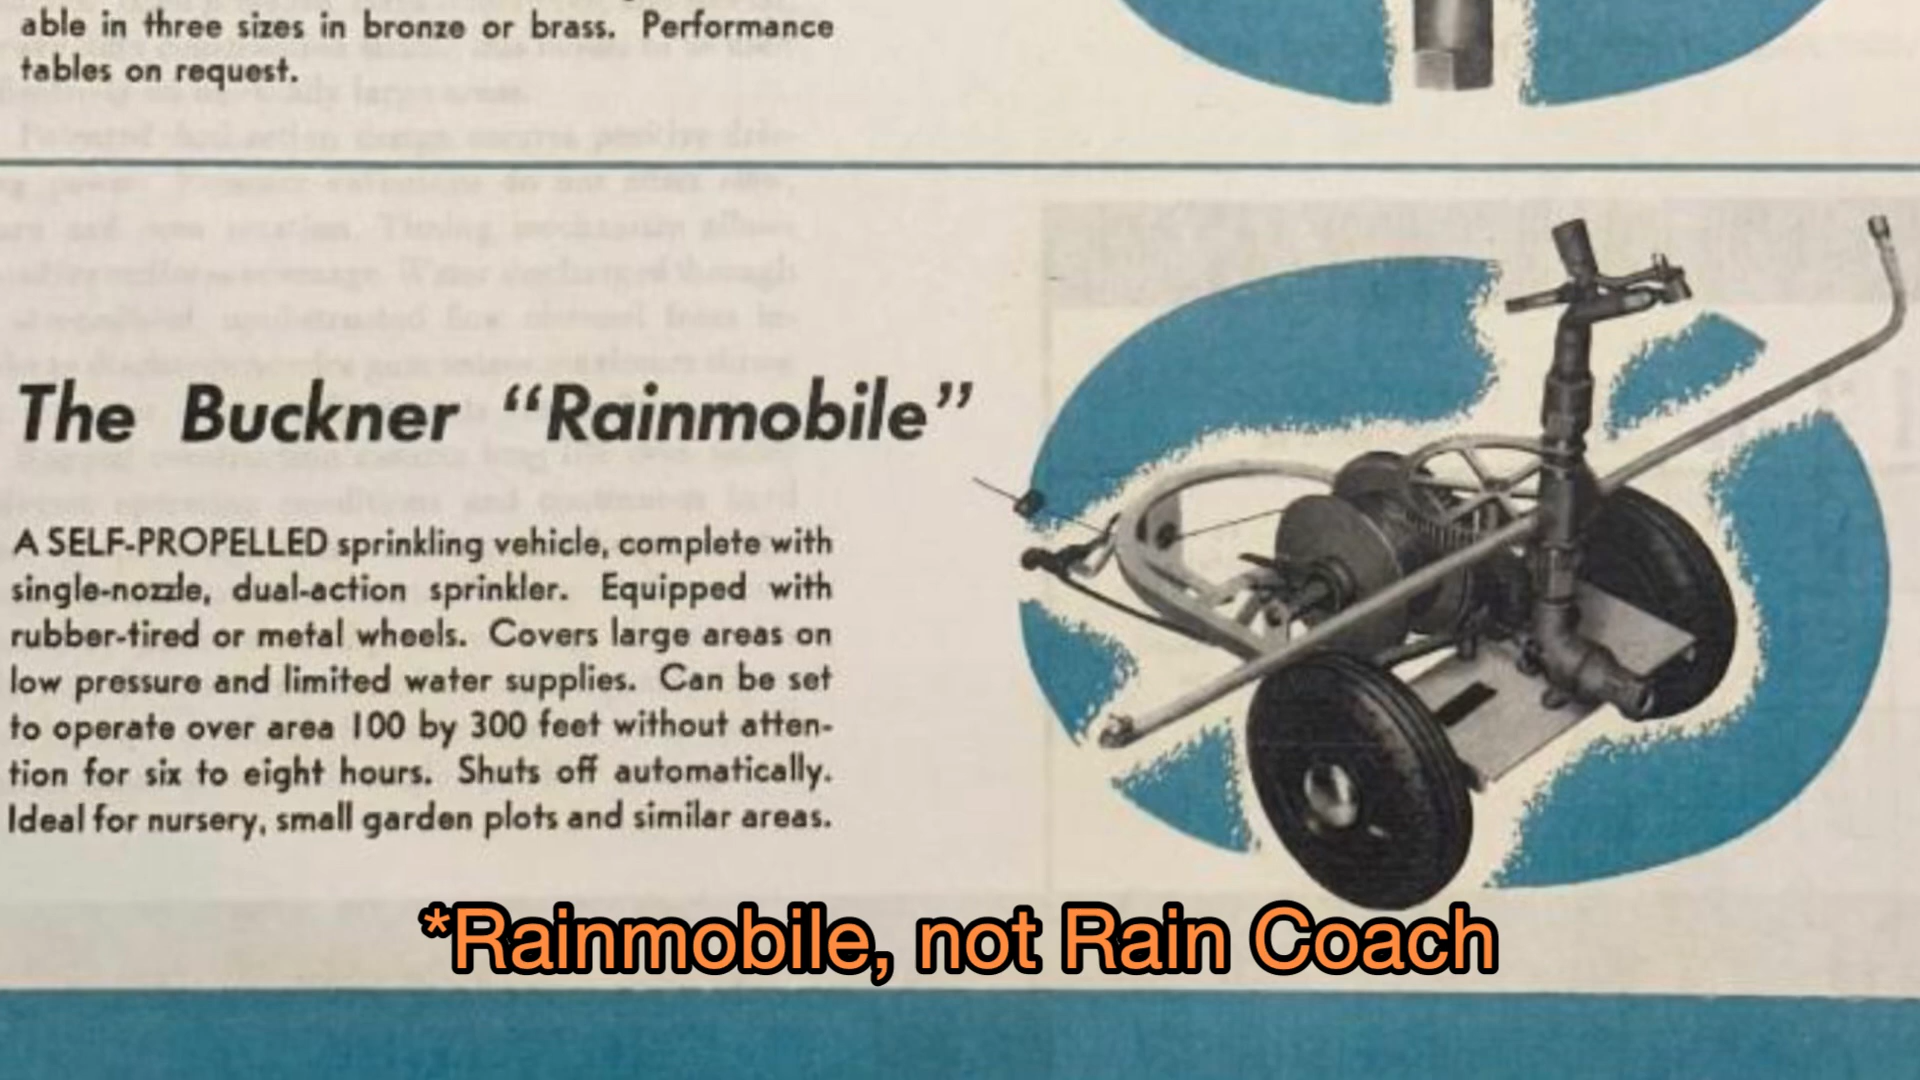 able in three sizes in bronze or brass. Performance
tables on request.
The Buckner “Rainmobile”
A SELF-PROPELLED sprinkling vehicle, complete with
single-nozzle, dual-action sprinkler. Equipped with
rubber-tired or metal wheels. Covers large areas on
low pressure and limited water supplies. Can be set
to operate over area 100 by 300 feet without atten-
tion for six to eight hours. Shuts off automatically.
Ideal for nursery, small garden plots and similar areas.
*Rainmobile, not Rain Coach